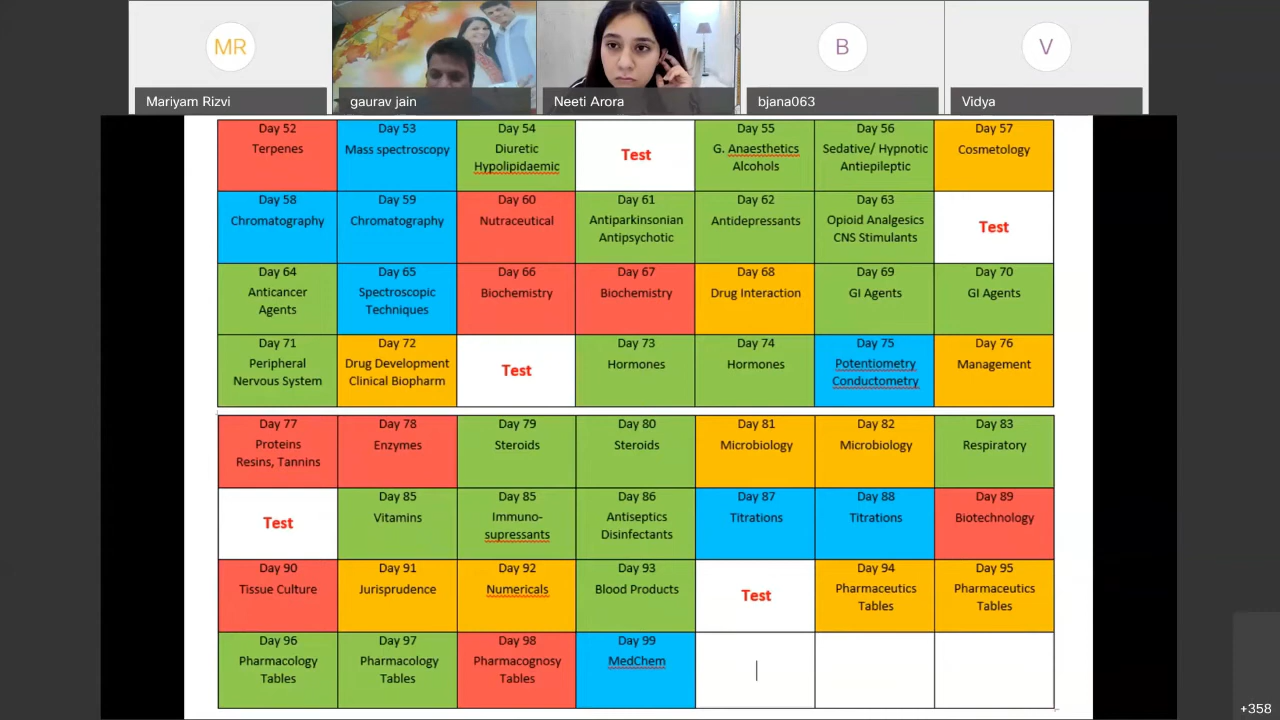 MR
B
V
Mariyam Rizvi
gaurav jain
Neeti Arora
bjana063
Vidya
Day 52
Terpenes
Day 53
Mass spectroscopy
Day 54
Diuretic
Hypolipidaemic
Test
Day 55
G. Anaesthetics
Alcohols
Day 56
Sedative/ Hypnotic
Antiepileptic
Day 57
Cosmetology
Day 58
Chromatography
Day 59
Chromatography
Day 60
Nutraceutical
Day 61
Antiparkinsonian
Antipsychotic
Day 62
Antidepressants
Day 63
Opioid Analgesics
CNS Stimulants
Test
Day 64
Anticancer
Agents
Day 65
Spectroscopic
Techniques
Day 66
Biochemistry
Day 67
Biochemistry
Day 68
Drug Interaction
Day 69
GI Agents
Day 70
GI Agents
Day 71
Peripheral
Nervous System
Day 72
Drug Development
Clinical Biopharm
Test
Day 73
Hormones
Day 74
Hormones
Day 75
Potentiometry
Conductometry
Day 76
Management
Day 77
Proteins
Resins, Tannins
Day 78
Enzymes
Day 79
Steroids
Day 80
Steroids
Day 81
Microbiology
Day 82
Microbiology
Day 83
Respiratory
Test
Day 85
Vitamins
Day 85
Immuno-
supressants
Day 86
Antiseptics
Disinfectants
Day 87
Titrations
Day 88
Titrations
Day 89
Biotechnology
Day 90
Tissue Culture
Day 91
Jurisprudence
Day 92
Numericals
Day 93
Blood Products
Test
Day 94
Pharmaceutics
Tables
Day 95
Pharmaceutics
Tables
Day 96
Pharmacology
Tables
Day 97
Pharmacology
Tables
Day 98
Pharmacognosy
Tables
Day 99
MedChem
+358